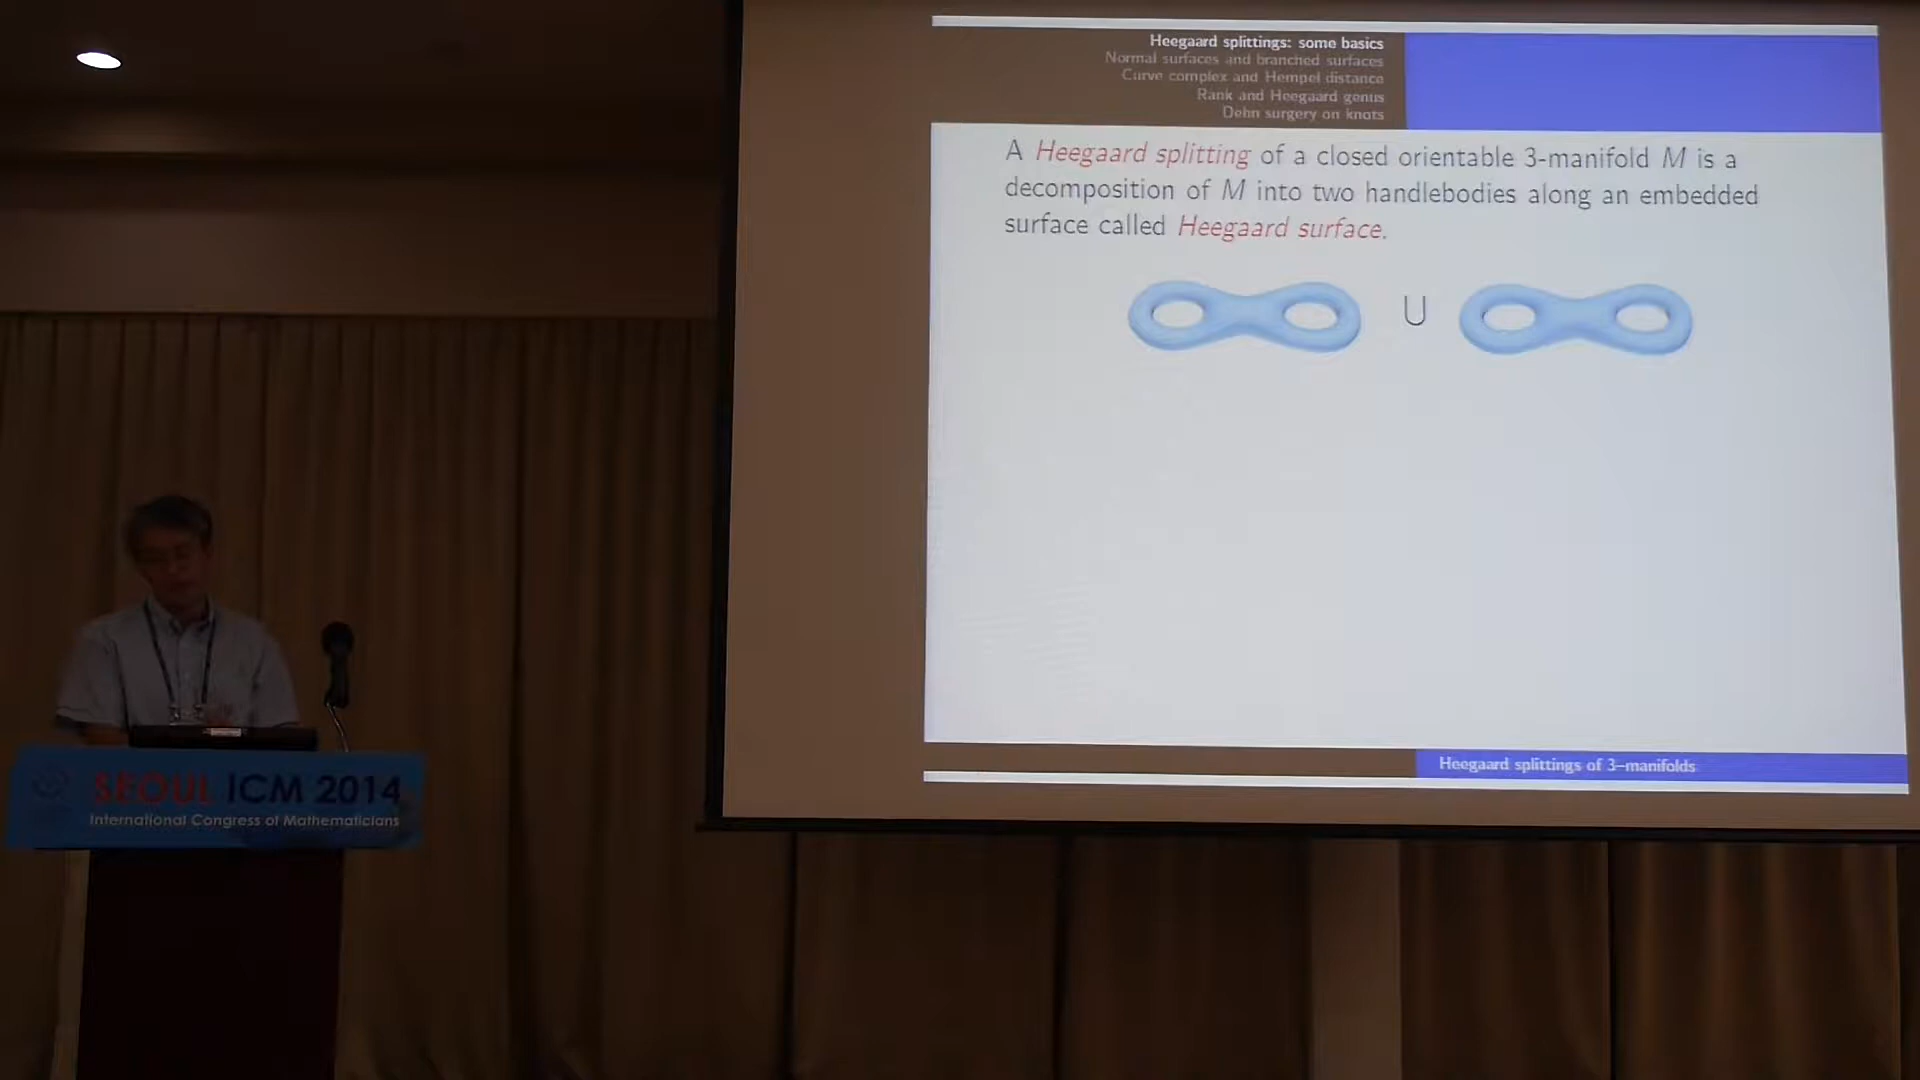 Heegaard splittings: some basics
Normal surfaces and branched surfaces
Curve complex and Hempel distance
Rank and Heegaard genus
Dehn surgery on knots
A Heegaard splitting of a closed orientable 3-manifold M is a
decomposition of M into two handlebodies along an embedded
surface called Heegaard surface.
∪
Heegaard splittings of 3–manifolds
SEOUL ICM 2014
International Congress of Mathematicians